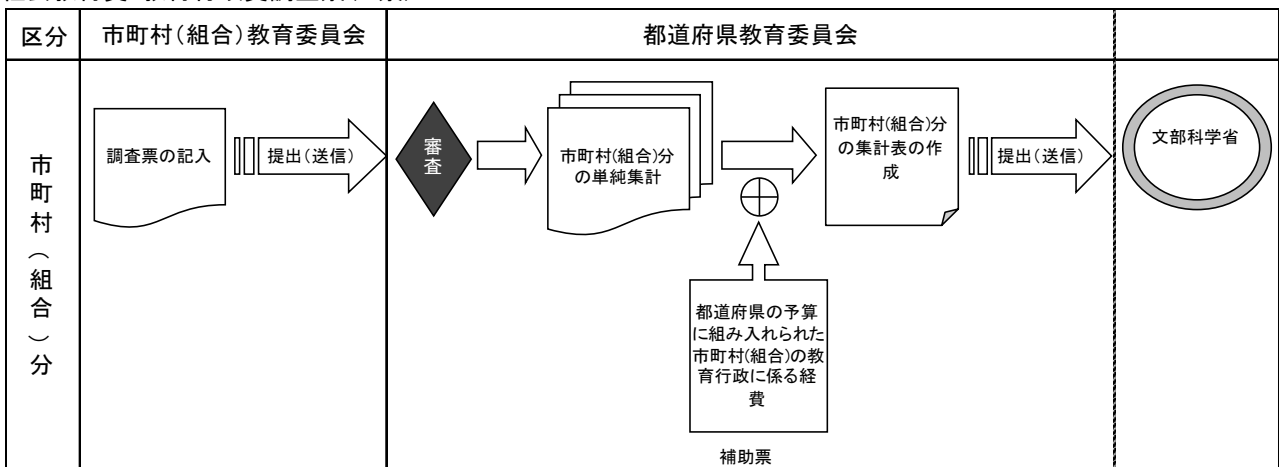 区分
市町村(組合)教育委員会
都道府県教育委員会
市町村(組合)分
調査票の記入
提出(送信)
審査
市町村(組合)分
の単純集計
市町村(組合)分
の集計表の作
成
提出(送信)
文部科学省
都道府県の予算
に組み入れられた
市町村(組合)の教
育行政に係る経
費
補助票